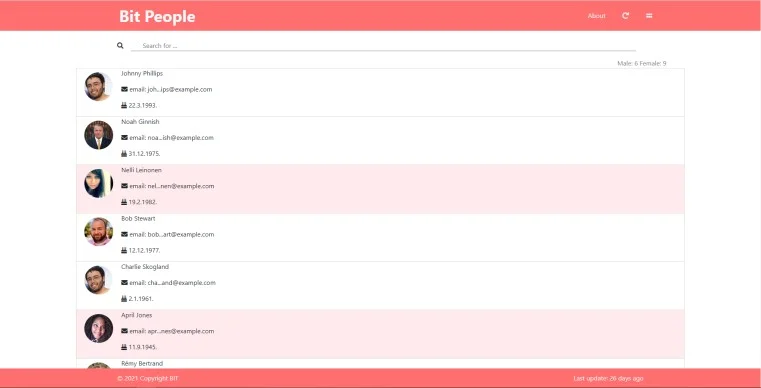 Bit People
About
Search for ...
Male: 6 Female: 9
Johnny Phillips
email: joh...ips@example.com
22.3.1993.
Noah Ginnish
email: noa...ish@example.com
31.12.1975.
Nelli Leinonen
email: nel...nen@example.com
19.2.1982.
Bob Stewart
email: bob...art@example.com
12.12.1977.
Charlie Skogland
email: cha...and@example.com
2.1.1961.
April Jones
email: apr...nes@example.com
11.9.1945.
Rémy Bertrand
© 2021 Copyright BIT
Last update: 26 days ago